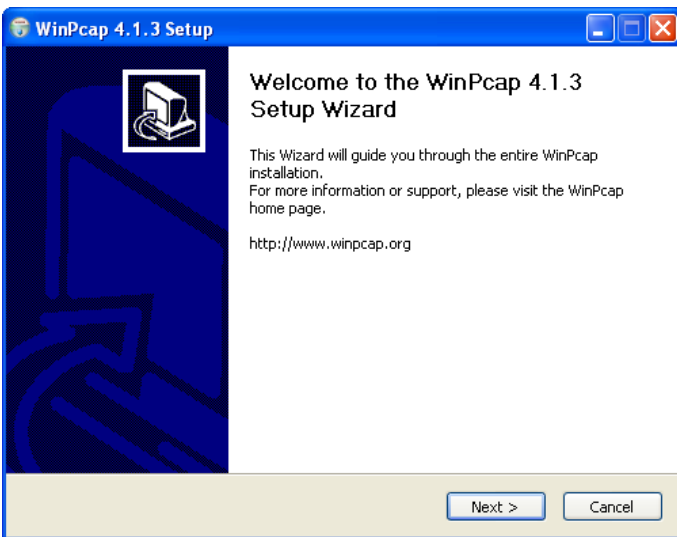 WinPcap 4.1.3 Setup
Welcome to the WinPcap 4.1.3
Setup Wizard
This Wizard will guide you through the entire WinPcap
installation.
For more information or support, please visit the WinPcap
home page.
http://www.winpcap.org
Next >
Cancel